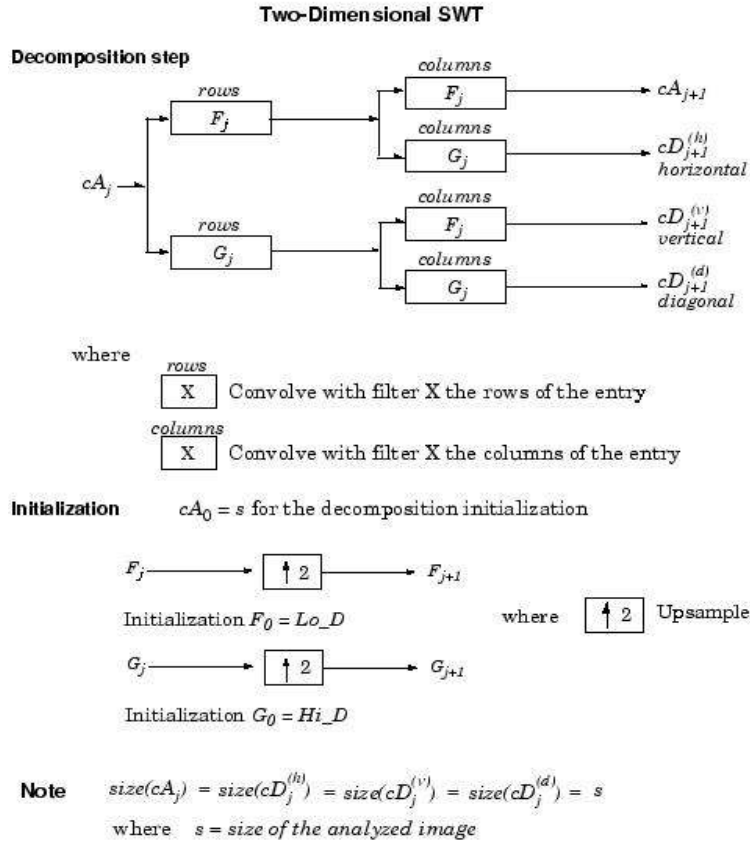 Two-Dimensional SWT
Decomposition step
rows
F_j
columns
F_j
cA_{j+1}
columns
G_j
cD_{j+1}^{(h)}
horizontal
cA_j
rows
G_j
columns
F_j
cD_{j+1}^{(v)}
vertical
columns
G_j
cD_{j+1}^{(d)}
diagonal
where
rows
X Convolve with filter X the rows of the entry
columns
X Convolve with filter X the columns of the entry
Initialization cA_0 = s for the decomposition initialization
F_j ↑ 2 F_{j+1}
Initialization F_0 = Lo_D
where ↑ 2 Upsample
G_j ↑ 2 G_{j+1}
Initialization G_0 = Hi_D
Note size(cA_j) = size(cD_j^{(h)}) = size(cD_j^{(v)}) = size(cD_j^{(d)}) = s
where s = size of the analyzed image